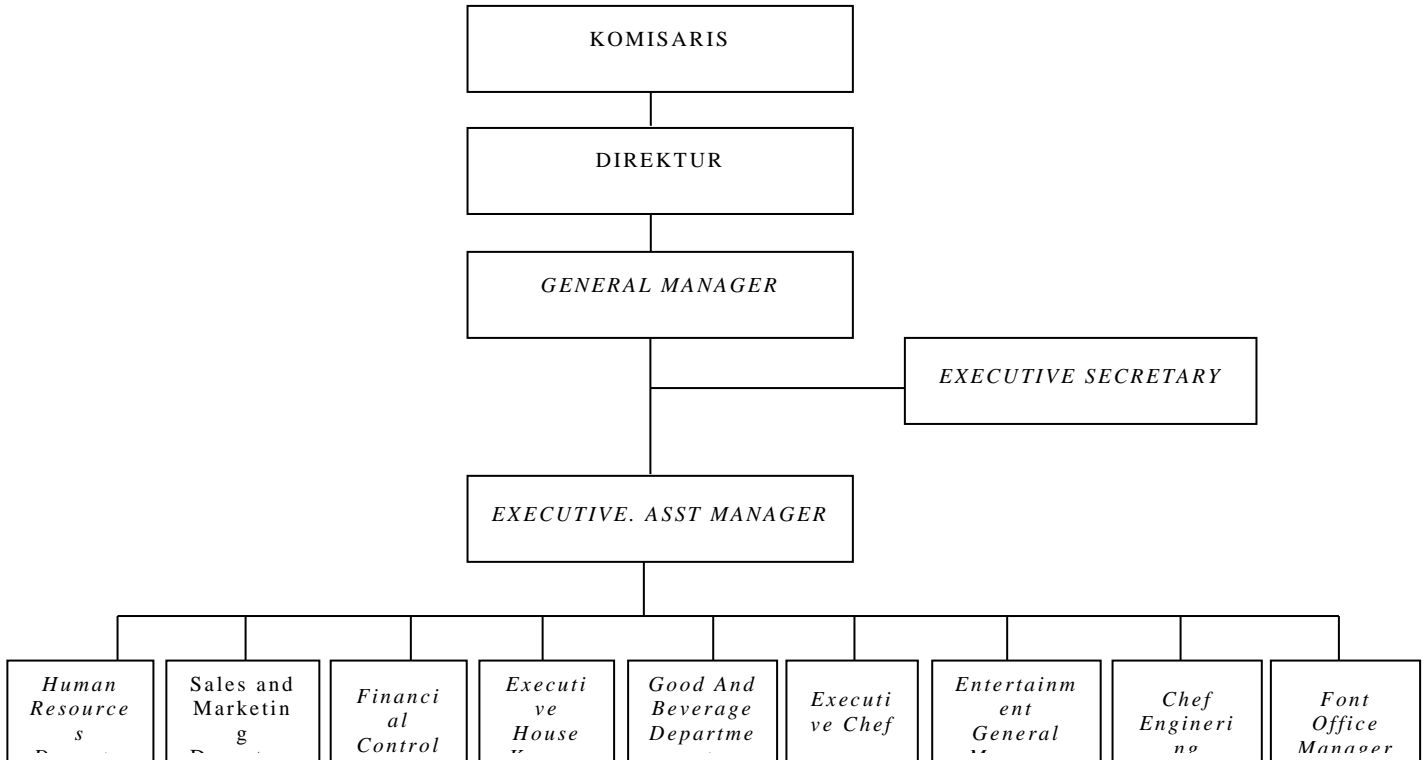 KOMISARIS
DIREKTUR
GENERAL MANAGER
EXECUTIVE SECRETARY
EXECUTIVE. ASST MANAGER
Human
Resource
s
Sales and
Marketin
g
Financi
al
Control
Executi
ve
House
Good And
Beverage
Departme
Executi
ve Chef
Entertainm
ent
General
Chef
Engineri
ng
Font
Office
Manager